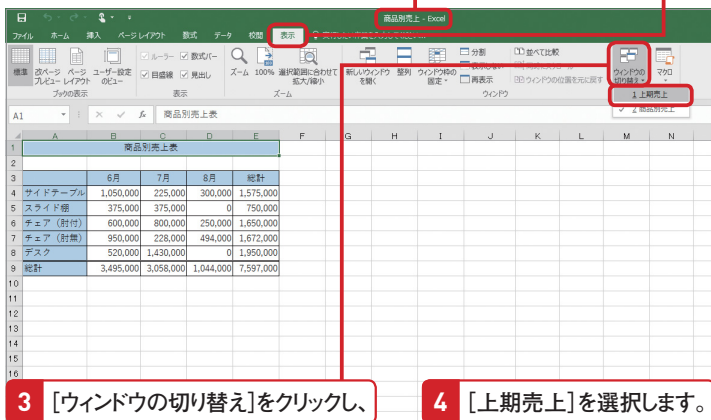 商品別売上 - Excel
ファイル ホーム 挿入 ページレイアウト 数式 データ 校閲 表示
標準 改ページ プレビュー ページ レイアウト ユーザー設定 のビュー
ルーラー 数式バー
目盛線 見出し
ズーム 100% 選択範囲に合わせて 拡大/縮小
新しいウィンドウ を開く 整列 ウィンドウ枠の 固定
分割
再表示
並べて比較
ウィンドウの位置を元に戻す
ウィンドウの 切り替え マクロ
ブックの表示 表示 ズーム ウィンドウ
1 上期売上
✓ 2 商品別売上
A1 fx 商品別売上表
A B C D E F G H I J K L M N
1 商品別売上表
2
3 6月 7月 8月 総計
4 サイドテーブル 1,050,000 225,000 300,000 1,575,000
5 スライド棚 375,000 375,000 0 750,000
6 チェア（肘付） 600,000 800,000 250,000 1,650,000
7 チェア（肘無） 950,000 228,000 494,000 1,672,000
8 デスク 520,000 1,430,000 0 1,950,000
9 総計 3,495,000 3,058,000 1,044,000 7,597,000
10
11
12
13
14
15
16
3 [ウィンドウの切り替え]をクリックし、
4 [上期売上]を選択します。